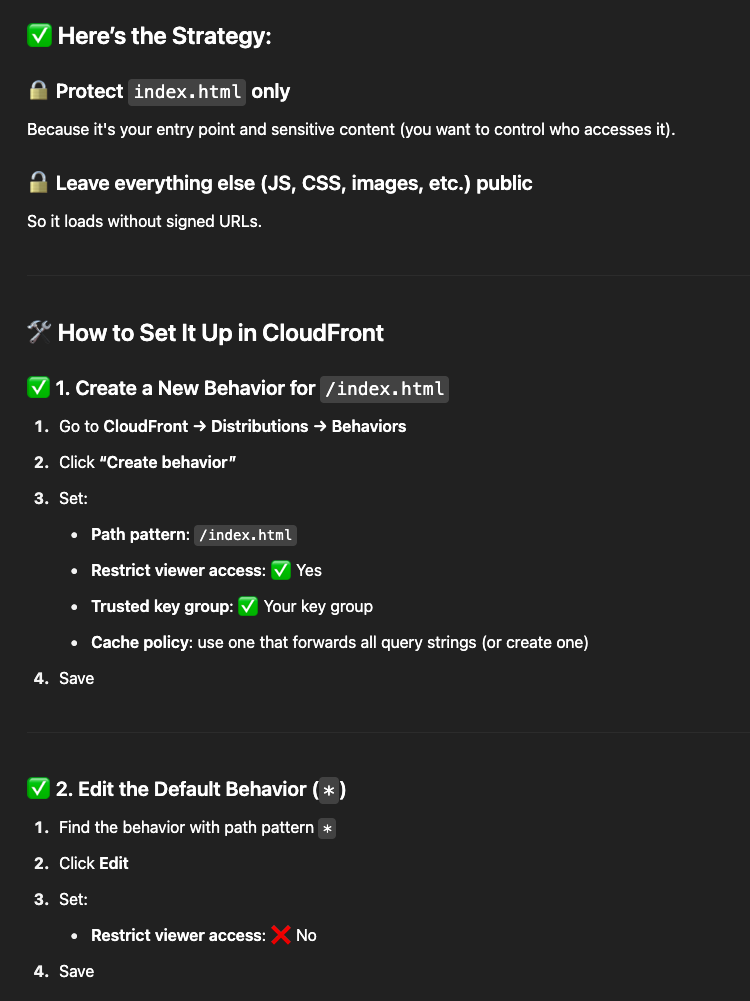 ✅ Here’s the Strategy:
🔒 Protect index.html only
Because it's your entry point and sensitive content (you want to control who accesses it).
🔓 Leave everything else (JS, CSS, images, etc.) public
So it loads without signed URLs.
🛠️ How to Set It Up in CloudFront
✅ 1. Create a New Behavior for /index.html
1. Go to CloudFront → Distributions → Behaviors
2. Click “Create behavior”
3. Set:
• Path pattern: /index.html
• Restrict viewer access: ✅ Yes
• Trusted key group: ✅ Your key group
• Cache policy: use one that forwards all query strings (or create one)
4. Save
✅ 2. Edit the Default Behavior (*)
1. Find the behavior with path pattern *
2. Click Edit
3. Set:
• Restrict viewer access: ❌ No
4. Save